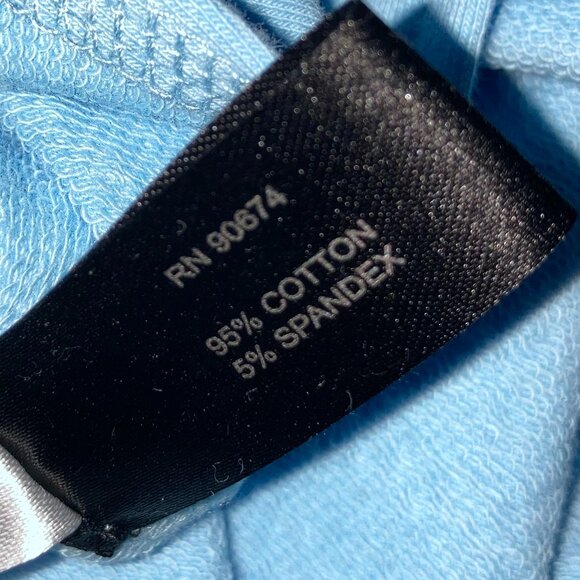 RN 90674
95% COTTON
5% SPANDEX